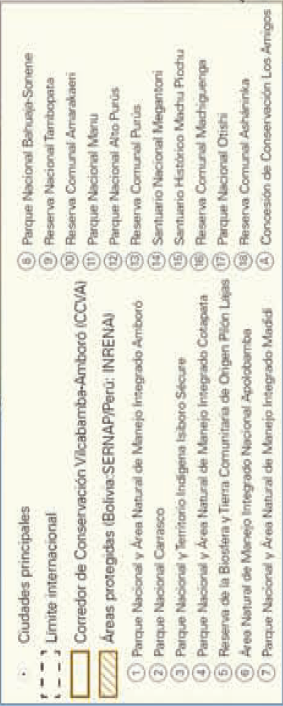 Ciudades principales
Límite internacional
Corredor de Conservación Vilcabamba-Amboró (CCVA)
Áreas protegidas (Bolivia:SERNAP/Perú: INRENA)
1 Parque Nacional y Área Natural de Manejo Integrado Amboró
2 Parque Nacional Carrasco
3 Parque Nacional y Territorio Indígena Isiboro Sécure
4 Parque Nacional y Área Natural de Manejo Integrado Cotapata
5 Reserva de la Biosfera y Tierra Comunitaria de Origen Pilón Lajas
6 Área Natural de Manejo Integrado Nacional Apolobamba
7 Parque Nacional y Área Natural de Manejo Integrado Madidi
8 Parque Nacional Bahuaja-Sonene
9 Reserva Nacional Tambopata
10 Reserva Comunal Amarakaeri
11 Parque Nacional Manu
12 Parque Nacional Alto Purús
13 Reserva Comunal Purús
14 Santuario Nacional Megantoni
15 Santuario Histórico Machu Picchu
16 Reserva Comunal Machiguenga
17 Parque Nacional Otishi
18 Reserva Comunal Asháninka
A Concesión de Conservación Los Amigos